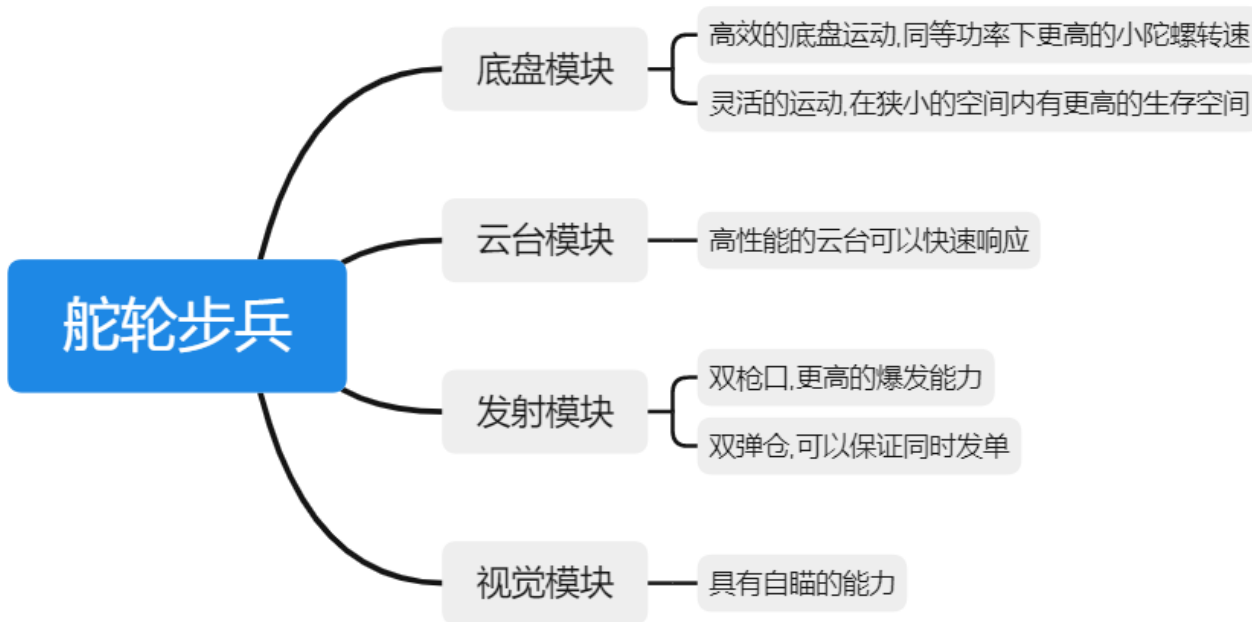 舵轮步兵
底盘模块
高效的底盘运动,同等功率下更高的小陀螺转速
灵活的运动,在狭小的空间内有更高的生存空间
云台模块
高性能的云台可以快速响应
发射模块
双枪口,更高的爆发能力
双弹仓,可以保证同时发单
视觉模块
具有自瞄的能力